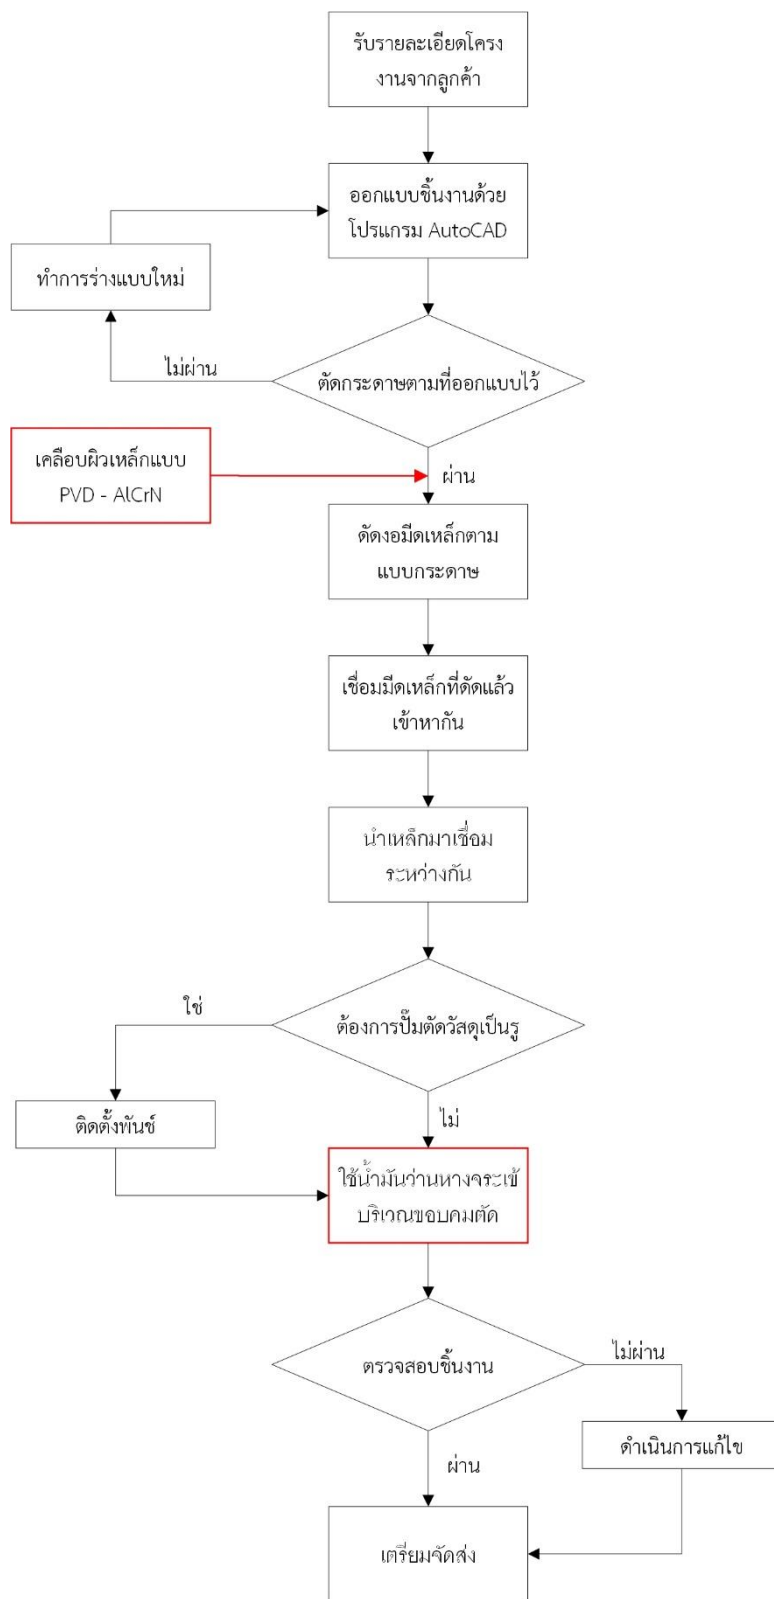 รับรายละเอียดโครง
งานจากลูกค้า
ออกแบบชิ้นงานด้วย
โปรแกรม AutoCAD
ทำการร่างแบบใหม่
ไม่ผ่าน
ตัดกระดาษตามที่ออกแบบไว้
เคลือบผิวเหล็กแบบ
PVD - AlCrN
ผ่าน
ดัดงอมีดเหล็กตาม
แบบกระดาษ
เชื่อมมีดเหล็กที่ดัดแล้ว
เข้าหากัน
นำเหล็กมาเชื่อม
ระหว่างกัน
ใช่
ต้องการปั๊มตัดวัสดุเป็นรู
ติดตั้งพันช์
ไม่
ใช้น้ำมันว่านหางจระเข้
บริเวณขอบคมตัด
ตรวจสอบชิ้นงาน
ไม่ผ่าน
ดำเนินการแก้ไข
ผ่าน
เตรียมจัดส่ง